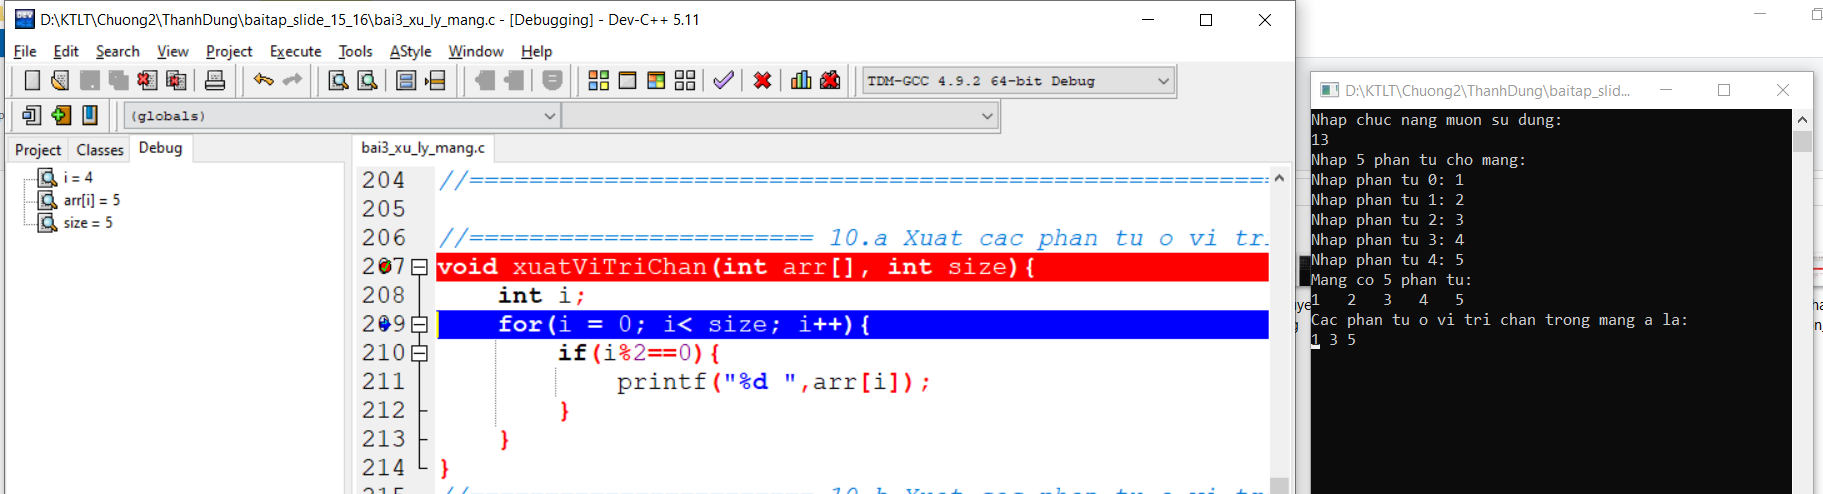 D:\KTLT\Chuong2\ThanhDung\baitap_slide_15_16\bai3_xu_ly_mang.c - [Debugging] - Dev-C++ 5.11
File Edit Search View Project Execute Tools AStyle Window Help
TDM-GCC 4.9.2 64-bit Debug
(globals)
Project Classes Debug
i = 4
arr[i] = 5
size = 5
bai3_xu_ly_mang.c
204 //=======================================================
205
206 //======================= 10.a Xuat cac phan tu o vi tri
207 void xuatViTriChan(int arr[], int size){
208 int i;
209 for(i = 0; i< size; i++){
210 if(i%2==0){
211 printf("%d ",arr[i]);
212 }
213 }
214 }
215 //======================= 10.b Xuat cac phan tu o vi tr
D:\KTLT\Chuong2\ThanhDung\baitap_slid...
Nhap chuc nang muon su dung:
13
Nhap 5 phan tu cho mang:
Nhap phan tu 0: 1
Nhap phan tu 1: 2
Nhap phan tu 2: 3
Nhap phan tu 3: 4
Nhap phan tu 4: 5
Mang co 5 phan tu:
1 2 3 4 5
Cac phan tu o vi tri chan trong mang a la:
1 3 5